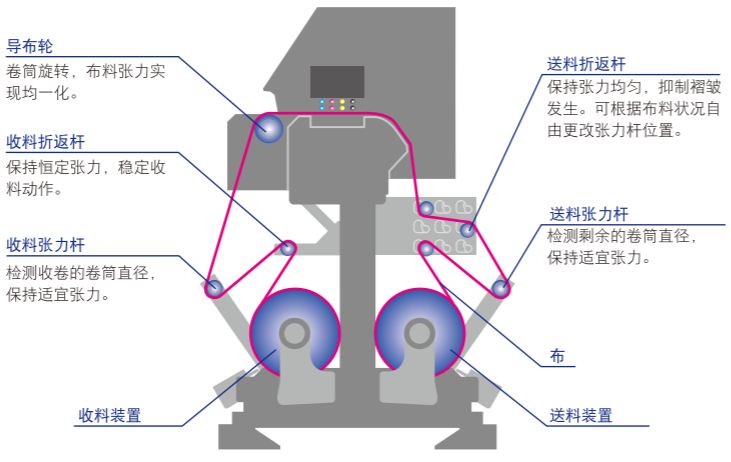 导布轮
卷筒旋转，布料张力实
现均一化。
收料折返杆
保持恒定张力，稳定收
料动作。
收料张力杆
检测收卷的卷筒直径，
保持适宜张力。
收料装置
送料折返杆
保持张力均匀，抑制褶皱
发生。可根据布料状况自
由更改张力杆位置。
送料张力杆
检测剩余的卷筒直径，
保持适宜张力。
布
送料装置